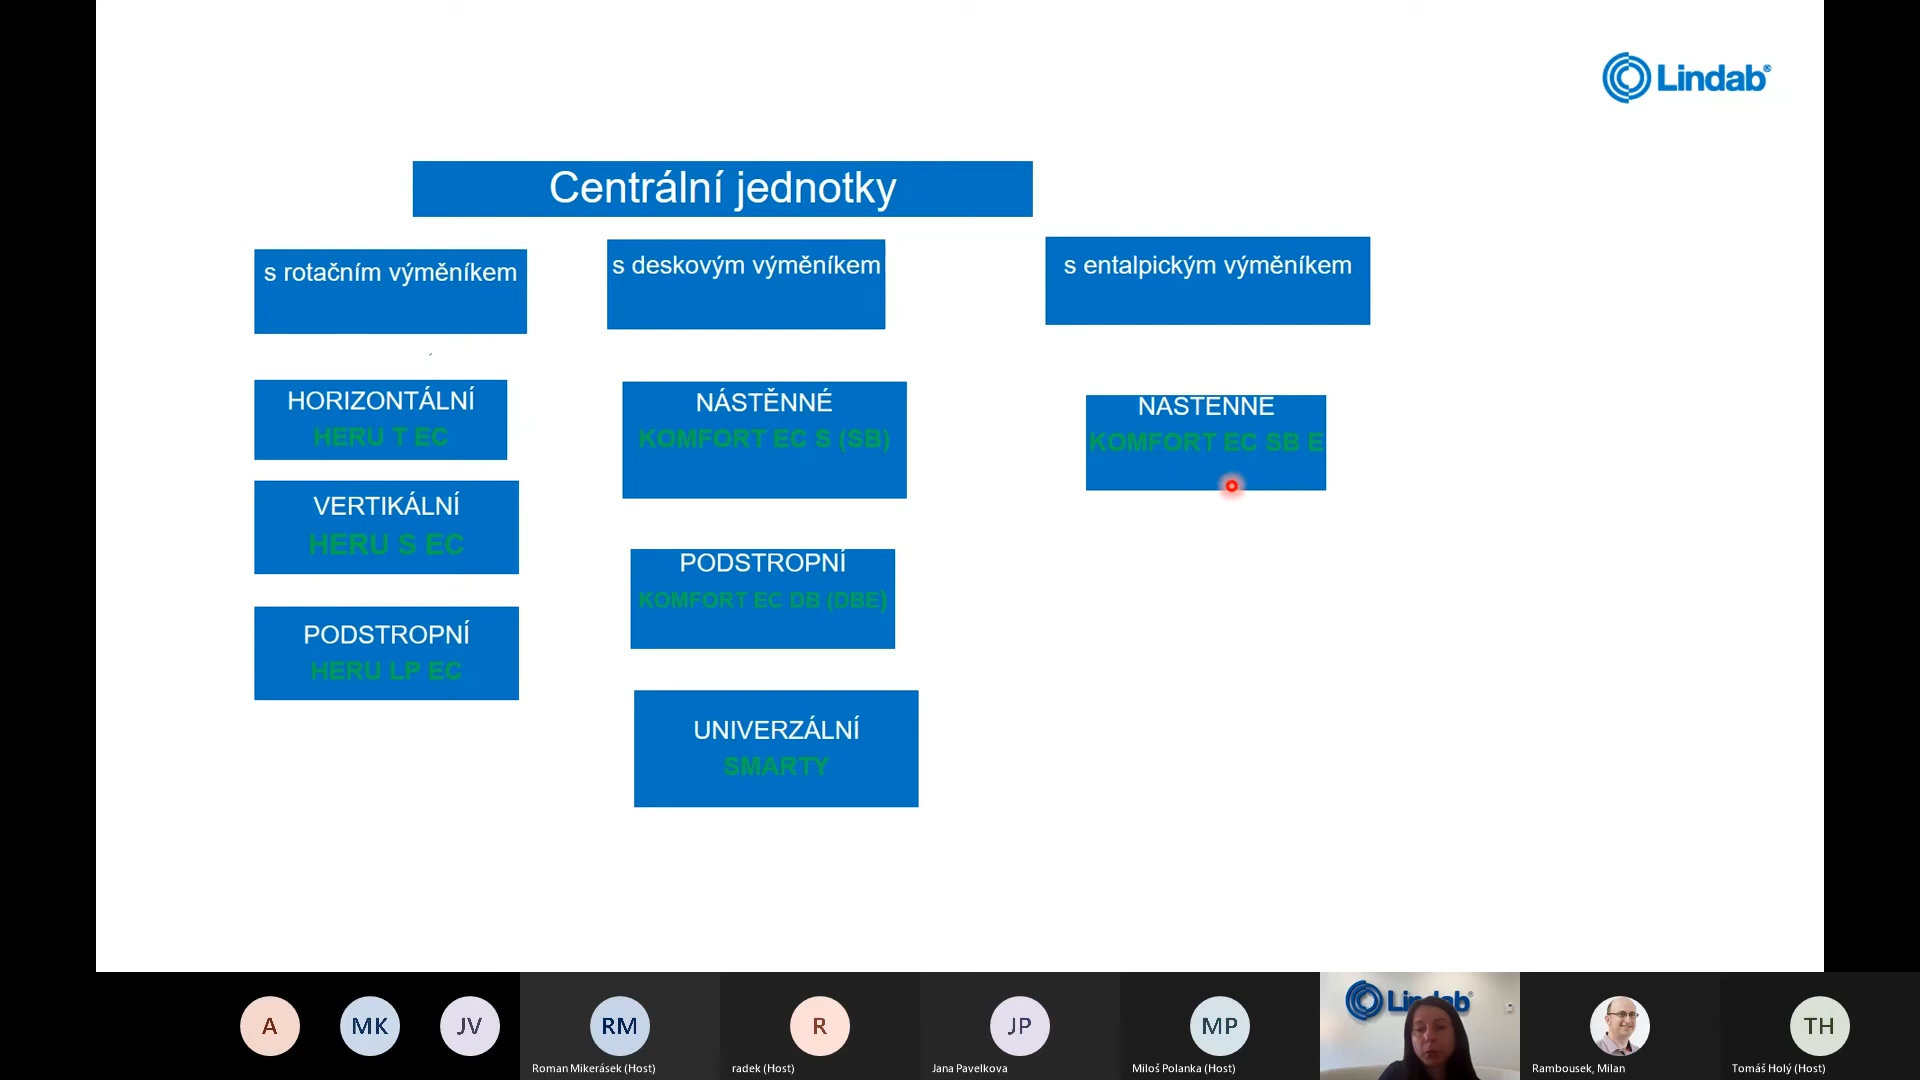 Lindab®
Centrální jednotky
s rotačním výměníkem
s deskovým výměníkem
s entalpickým výměníkem
HORIZONTÁLNÍ
HERU T EC
VERTIKÁLNÍ
HERU S EC
PODSTROPNÍ
HERU LP EC
NÁSTĚNNÉ
KOMFORT EC S (SB)
PODSTROPNÍ
KOMFORT EC DB (DBE)
UNIVERZÁLNÍ
SMARTY
NASTENNE
KOMFORT EC SB E
A
MK
JV
RM
Roman Mikerásek (Host)
R
radek (Host)
JP
Jana Pavelkova
MP
Miloš Polanka (Host)
Lindab®
Rambousek, Milan
TH
Tomáš Holý (Host)